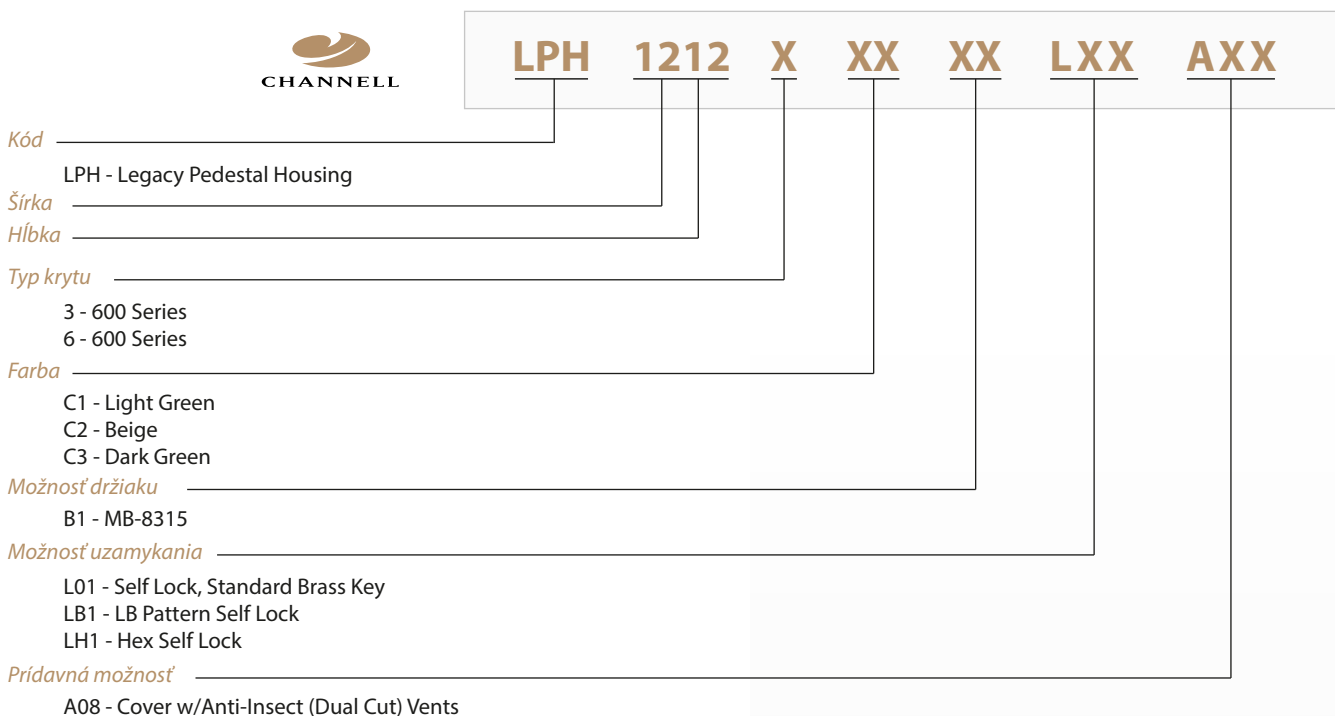 CHANNELL
LPH 1212 X XX XX LXX AXX
Kód
LPH - Legacy Pedestal Housing
Šírka
Hĺbka
Typ krytu
3 - 600 Series
6 - 600 Series
Farba
C1 - Light Green
C2 - Beige
C3 - Dark Green
Možnosť držiaku
B1 - MB-8315
Možnosť uzamykania
L01 - Self Lock, Standard Brass Key
LB1 - LB Pattern Self Lock
LH1 - Hex Self Lock
Prídavná možnosť
A08 - Cover w/Anti-Insect (Dual Cut) Vents